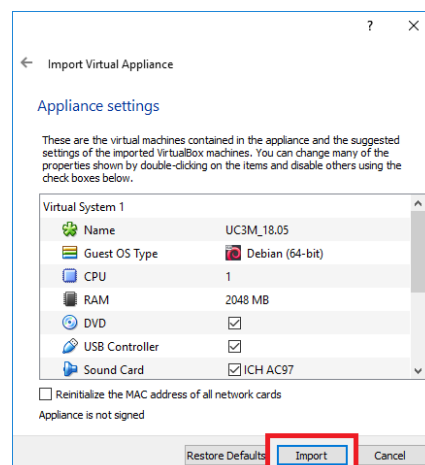 ?
Import Virtual Appliance
Appliance settings
These are the virtual machines contained in the appliance and the suggested
settings of the imported VirtualBox machines. You can change many of the
properties shown by double-clicking on the items and disable others using the
check boxes below.
Virtual System 1
Name UC3M_18.05
Guest OS Type Debian (64-bit)
CPU 1
RAM 2048 MB
DVD
USB Controller
Sound Card ICH AC97
Reinitialize the MAC address of all network cards
Appliance is not signed
Restore Defaults Import Cancel